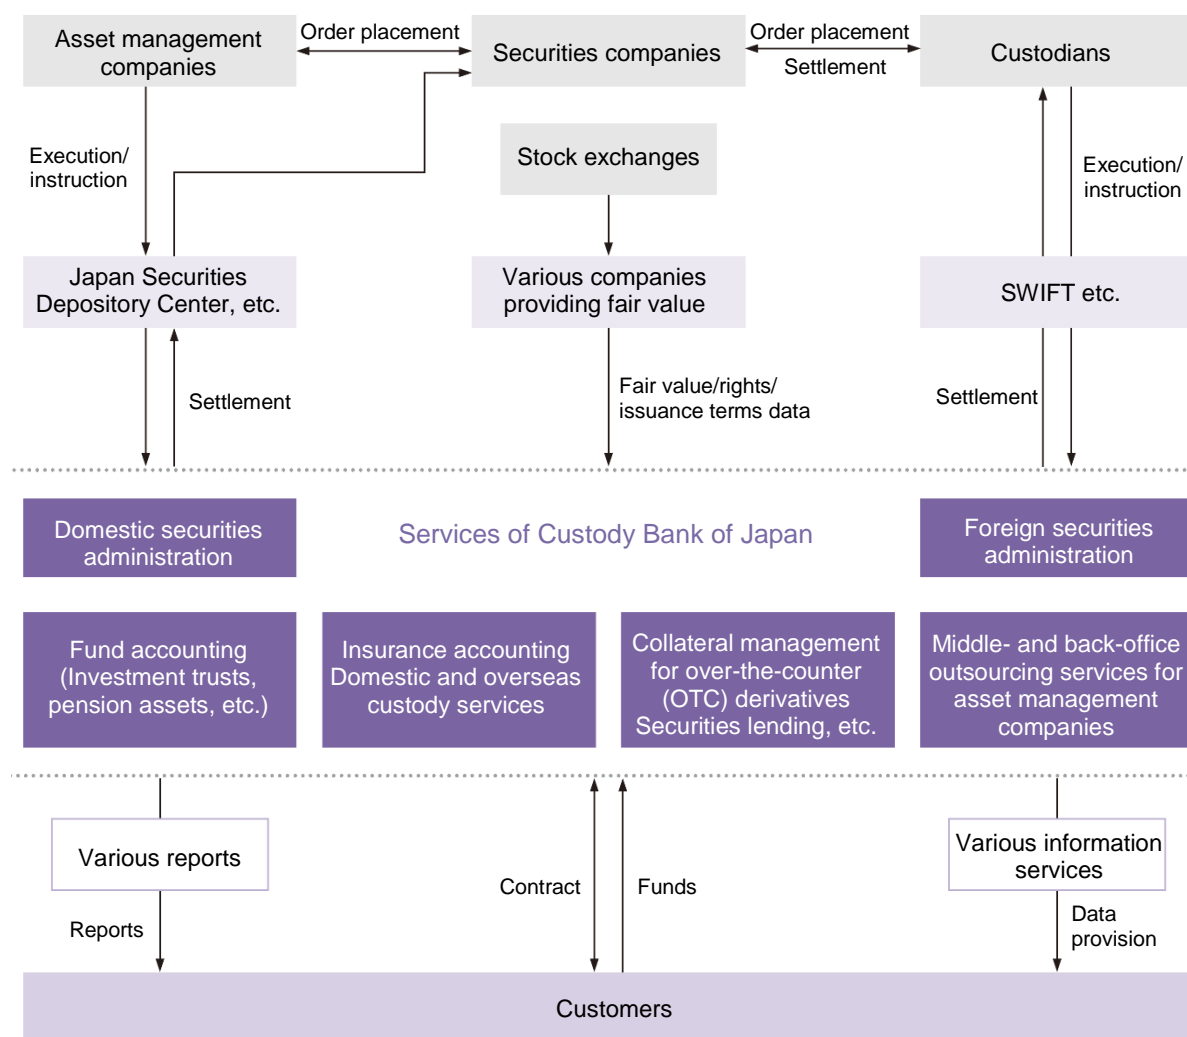 Asset management
companies
Order placement
Securities companies
Order placement
Settlement
Custodians
Execution/
instruction
Stock exchanges
Execution/
instruction
Japan Securities
Depository Center, etc.
Various companies
providing fair value
SWIFT etc.
Settlement
Fair value/rights/
issuance terms data
Settlement
Domestic securities
administration
Services of Custody Bank of Japan
Foreign securities
administration
Fund accounting
(Investment trusts,
pension assets, etc.)
Insurance accounting
Domestic and overseas
custody services
Collateral management
for over-the-counter
(OTC) derivatives
Securities lending, etc.
Middle- and back-office
outsourcing services for
asset management
companies
Various reports
Various information
services
Contract
Funds
Reports
Data
provision
Customers